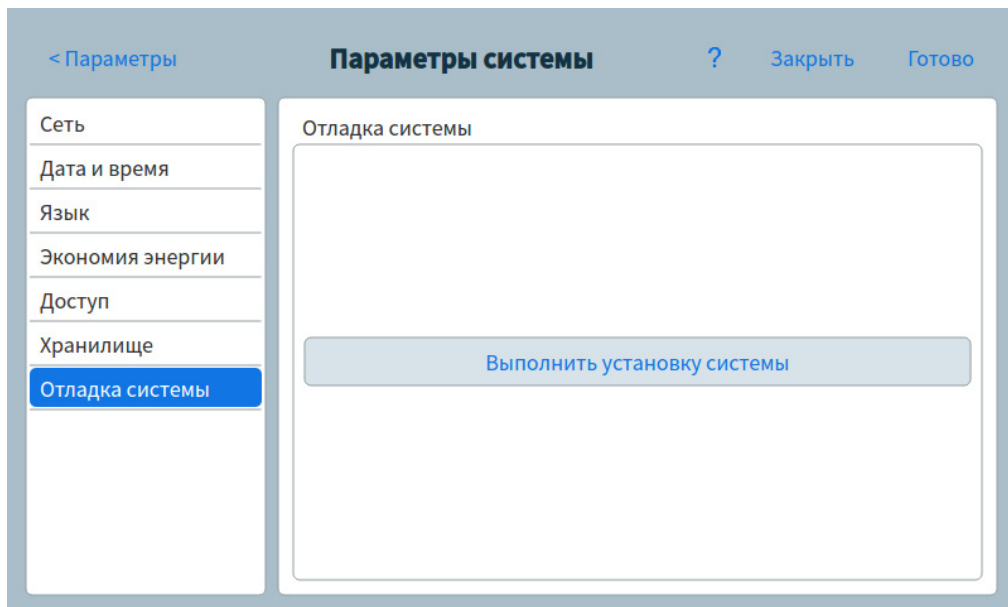 < Параметры
Параметры системы
?
Закрыть
Готово
Сеть
Дата и время
Язык
Экономия энергии
Доступ
Хранилище
Отладка системы
Отладка системы
Выполнить установку системы